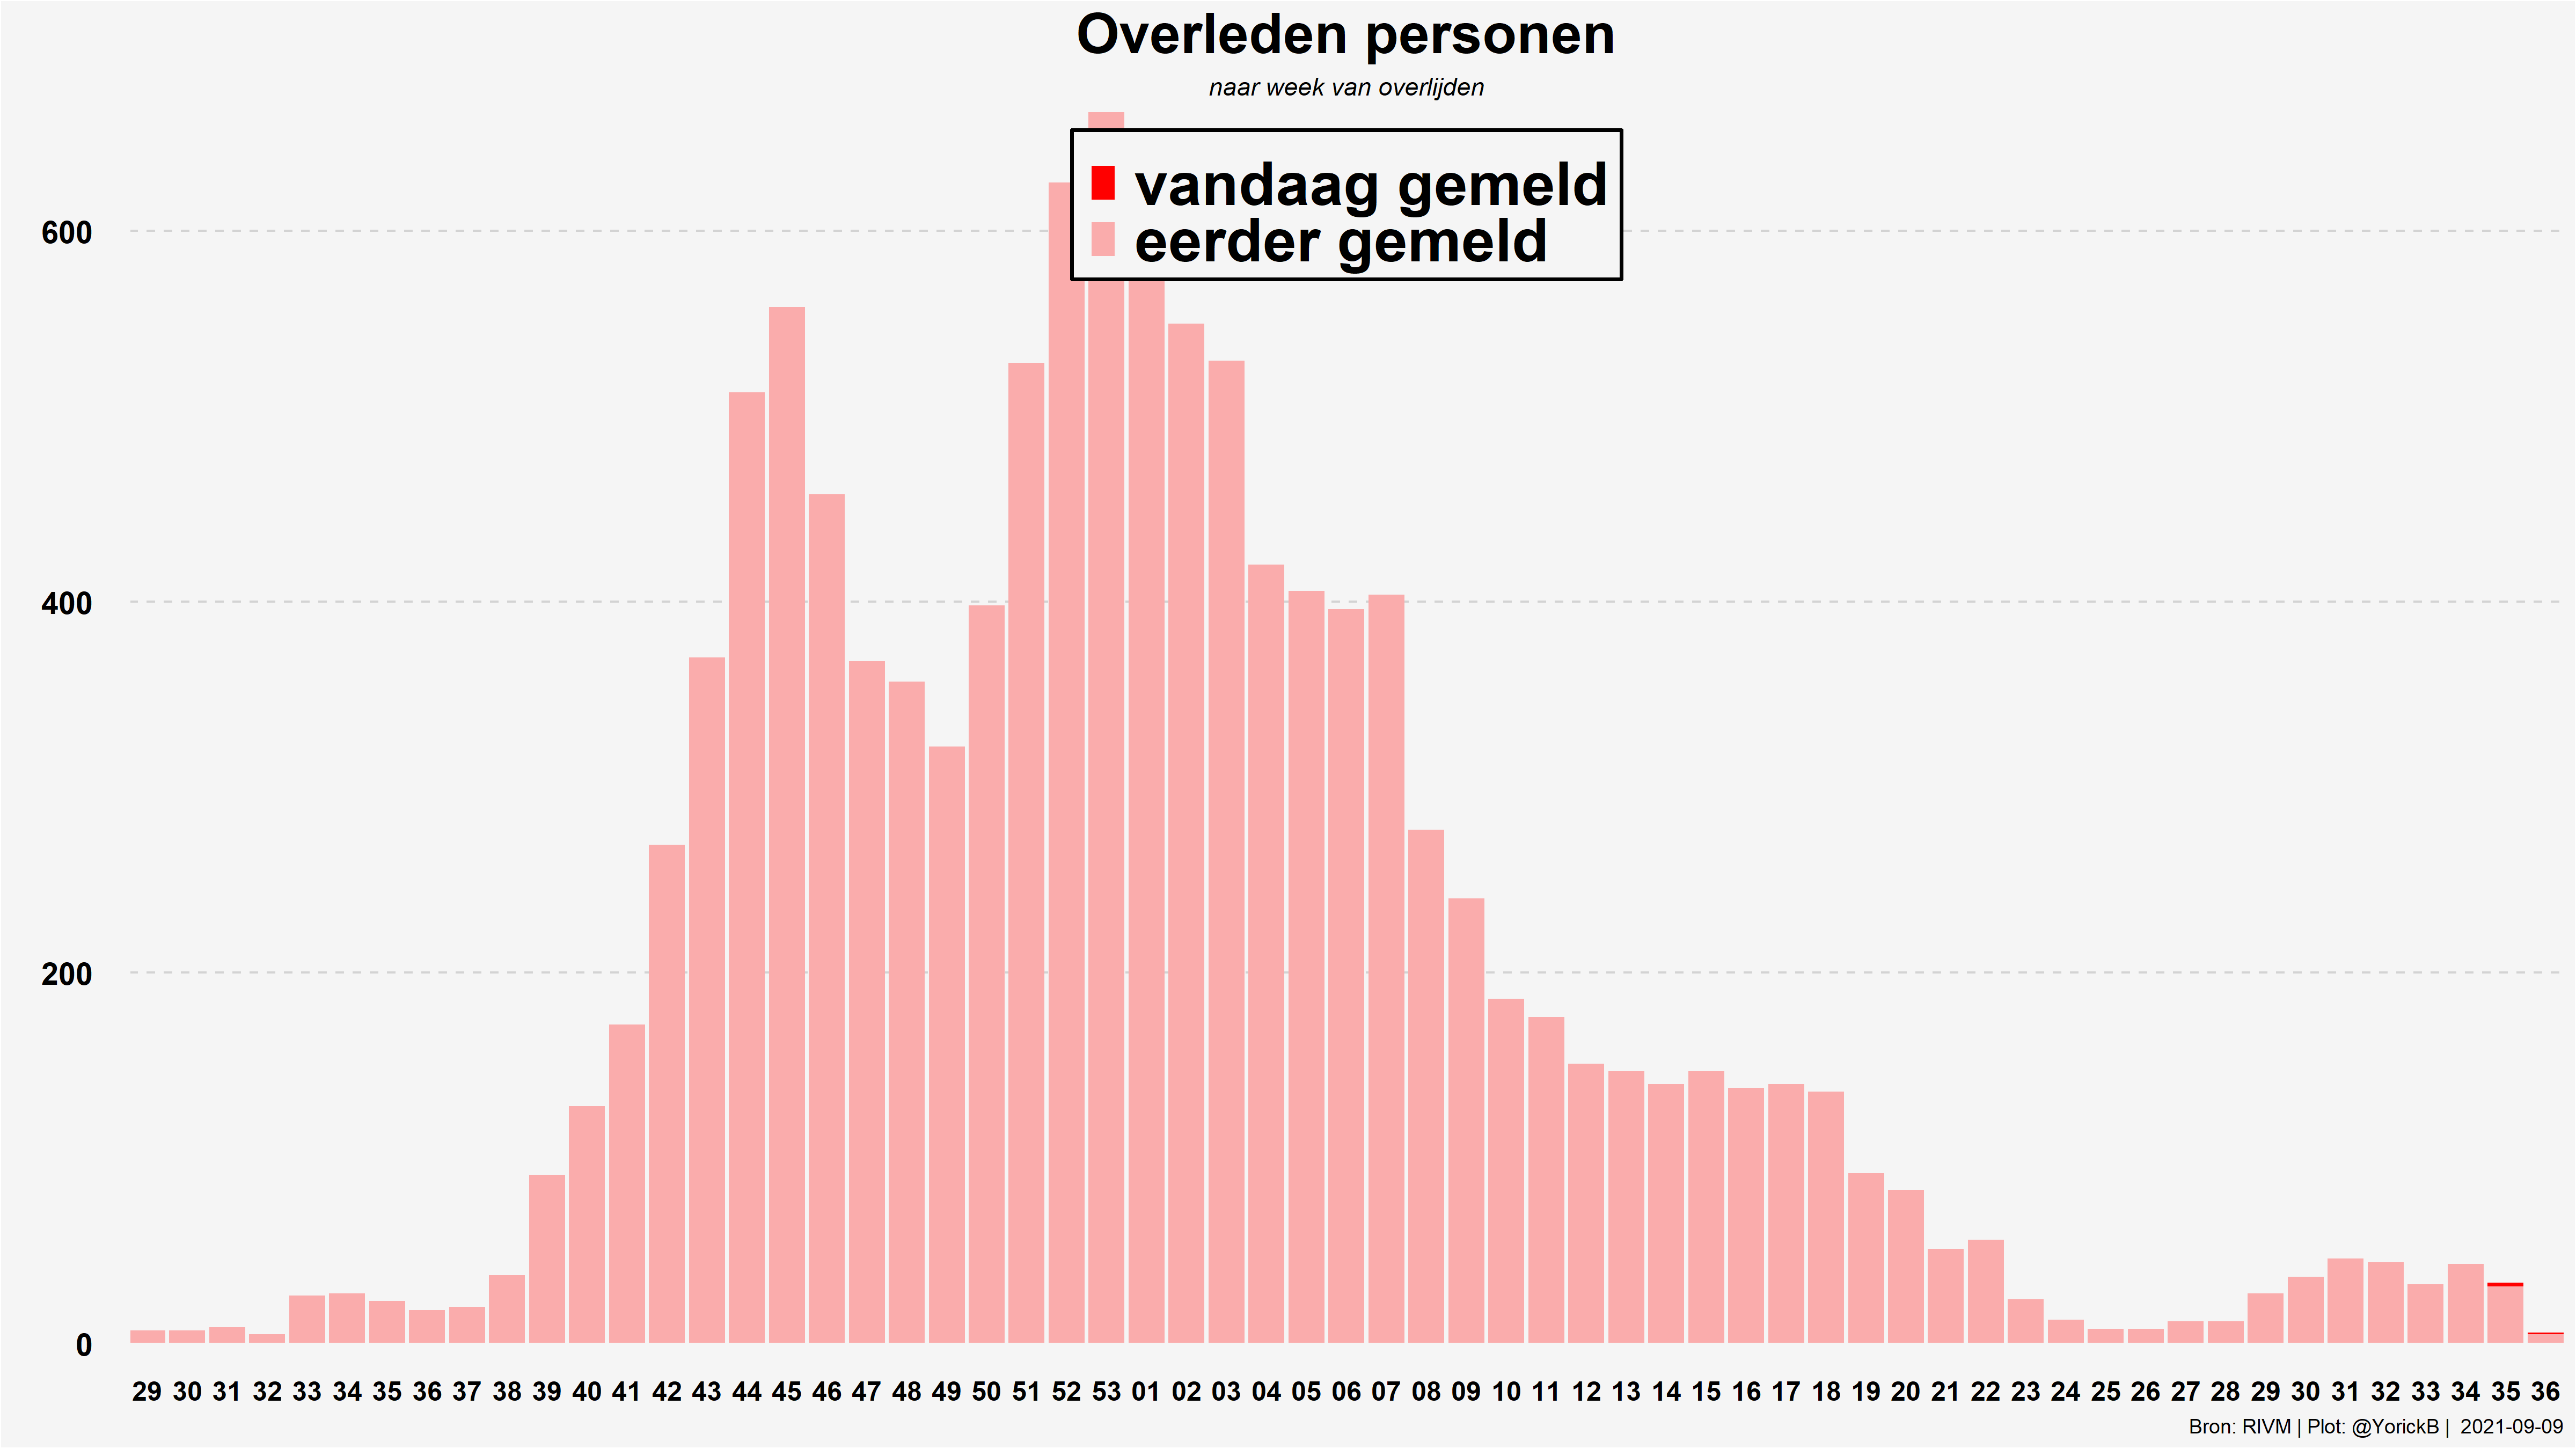 Overleden personen
naar week van overlijden
vandaag gemeld
eerder gemeld
600
400
200
0
29 30 31 32 33 34 35 36 37 38 39 40 41 42 43 44 45 46 47 48 49 50 51 52 53 01 02 03 04 05 06 07 08 09 10 11 12 13 14 15 16 17 18 19 20 21 22 23 24 25 26 27 28 29 30 31 32 33 34 35 36
Bron: RIVM | Plot: @YorickB | 2021-09-09